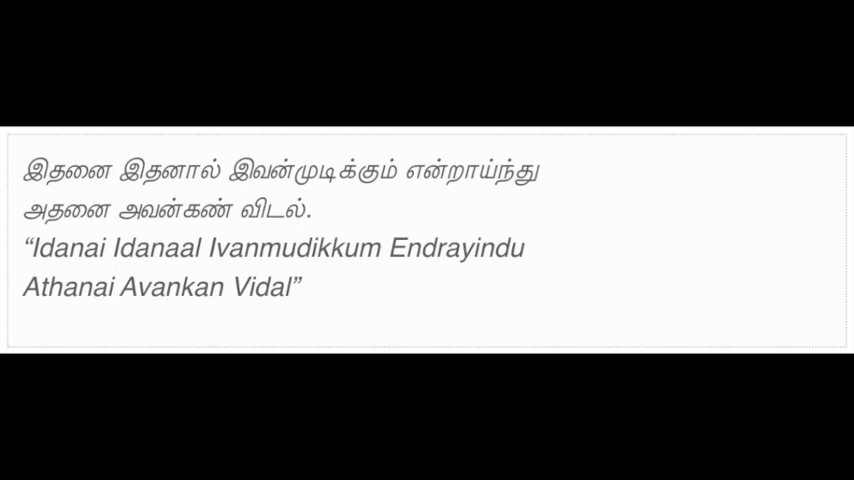 இதனை இதனால் இவன்முடிக்கும் என்றாய்ந்து
அதனை அவன்கண் விடல்.
“Idanai Idanaal Ivanmudikkum Endrayindu
Athanai Avankan Vidal”